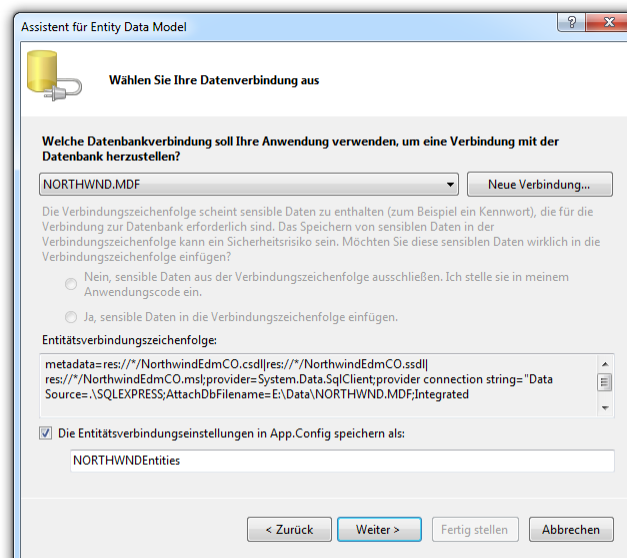 Assistent für Entity Data Model
?
Wählen Sie Ihre Datenverbindung aus
Welche Datenbankverbindung soll Ihre Anwendung verwenden, um eine Verbindung mit der
Datenbank herzustellen?
NORTHWND.MDF
Neue Verbindung...
Die Verbindungszeichenfolge scheint sensible Daten zu enthalten (zum Beispiel ein Kennwort), die für die
Verbindung zur Datenbank erforderlich sind. Das Speichern von sensiblen Daten in der
Verbindungszeichenfolge kann ein Sicherheitsrisiko sein. Möchten Sie diese sensiblen Daten wirklich in die
Verbindungszeichenfolge einfügen?
Nein, sensible Daten aus der Verbindungszeichenfolge ausschließen. Ich stelle sie in meinem
Anwendungscode ein.
Ja, sensible Daten in die Verbindungszeichenfolge einfügen.
Entitätsverbindungszeichenfolge:
metadata=res://*/NorthwindEdmCO.csdl|res://*/NorthwindEdmCO.ssdl|
res://*/NorthwindEdmCO.msl;provider=System.Data.SqlClient;provider connection string="Data
Source=.\SQLEXPRESS;AttachDbFilename=E:\Data\NORTHWND.MDF;Integrated
Die Entitätsverbindungseinstellungen in App.Config speichern als:
NORTHWNDEntities
< Zurück
Weiter >
Fertig stellen
Abbrechen